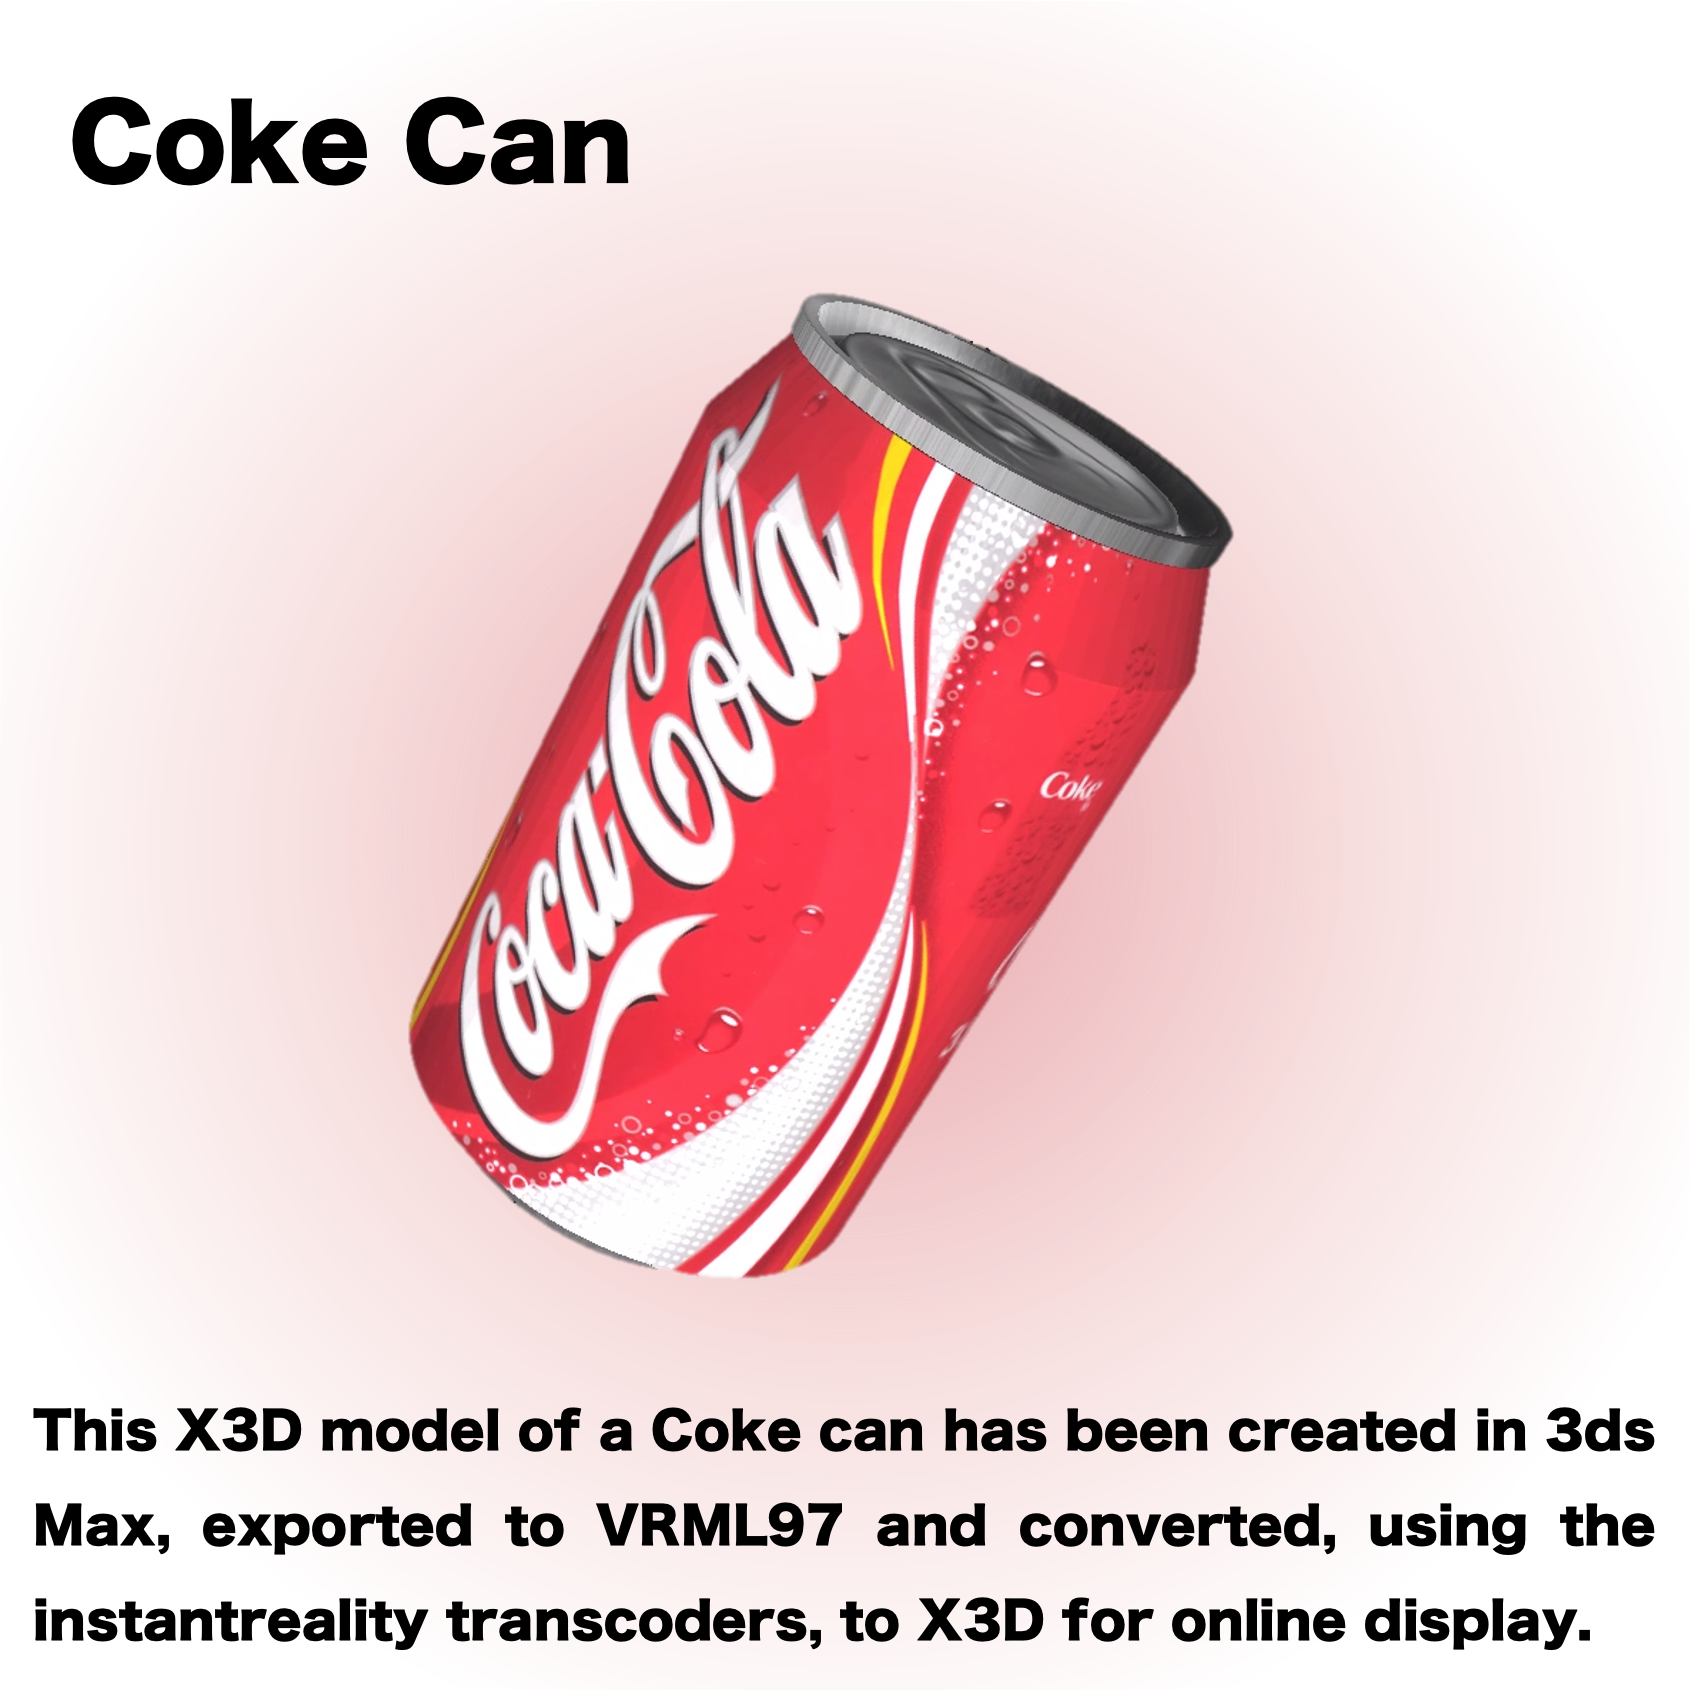 Coke Can
Coca-Cola
Coke
This X3D model of a Coke can has been created in 3ds
Max, exported to VRML97 and converted, using the
instantreality transcoders, to X3D for online display.